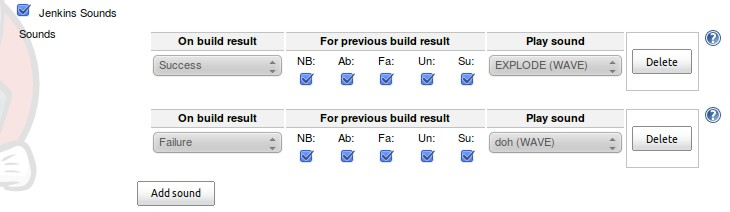 Jenkins Sounds
Sounds
On build result For previous build result Play sound
NB: Ab: Fa: Un: Su:
Success EXPLODE (WAVE) Delete
On build result For previous build result Play sound
NB: Ab: Fa: Un: Su:
Failure doh (WAVE) Delete
Add sound